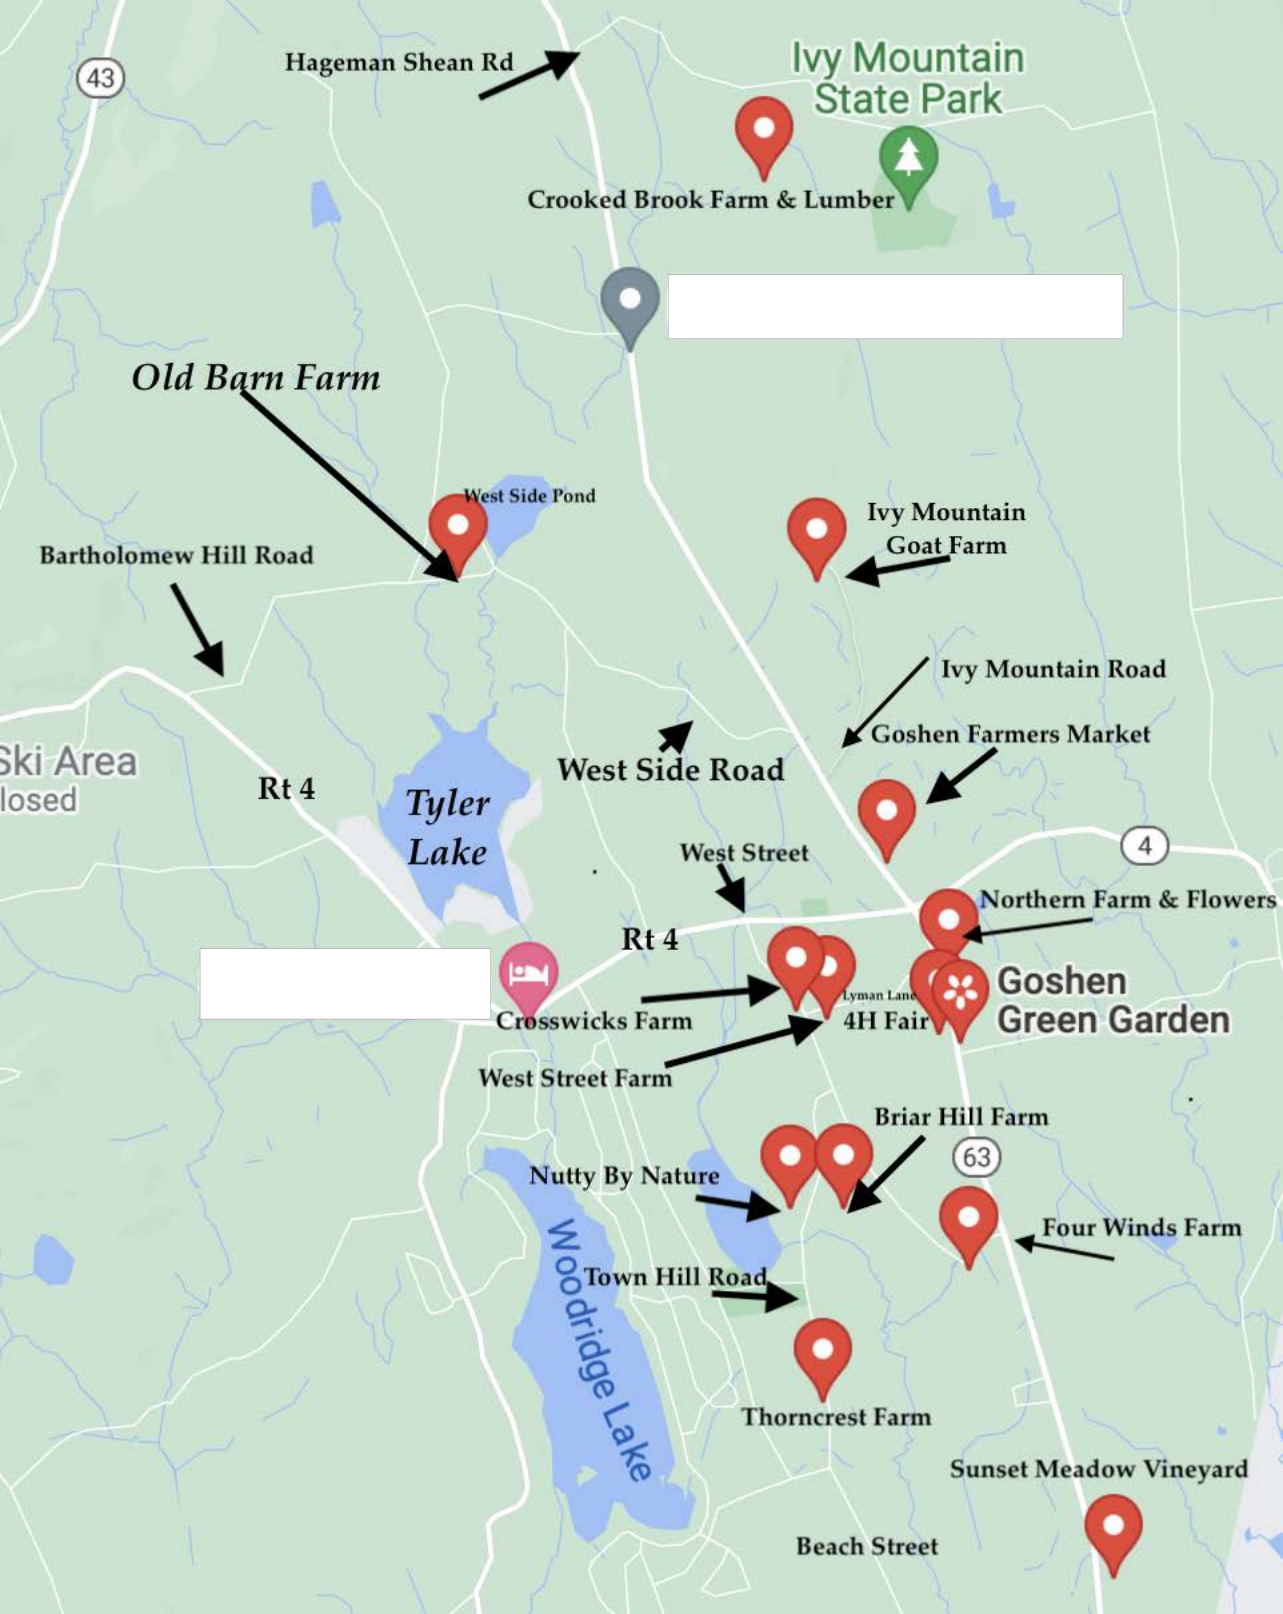 Hageman Shean Rd
Ivy Mountain
State Park
43
Crooked Brook Farm & Lumber
Old Barn Farm
West Side Pond
Ivy Mountain
Goat Farm
Bartholomew Hill Road
Ivy Mountain Road
Goshen Farmers Market
Ski Area
losed
Rt 4
West Side Road
Tyler
Lake
West Street
4
Northern Farm & Flowers
Rt 4
Goshen
Green Garden
Lyman Lane
Crosswicks Farm
4H Fair
West Street Farm
Briar Hill Farm
63
Nutty By Nature
Four Winds Farm
Woodridge Lake
Town Hill Road
Thorncrest Farm
Sunset Meadow Vineyard
Beach Street